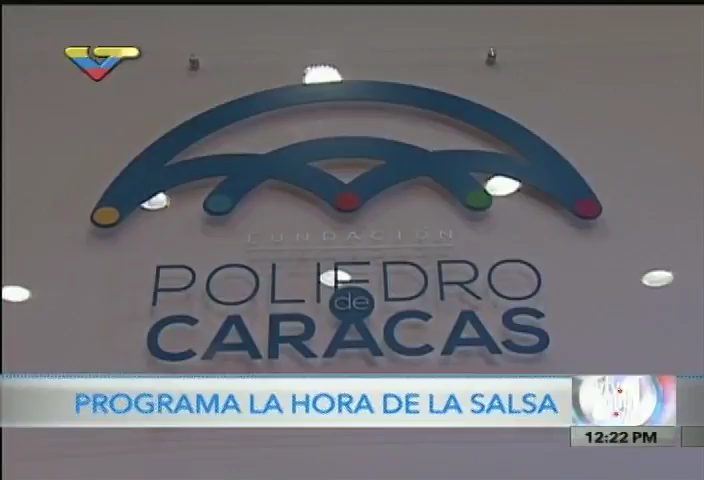 FUNDACIÓN
POLIEDRO
de
CARACAS
PROGRAMA LA HORA DE LA SALSA
12:22 PM